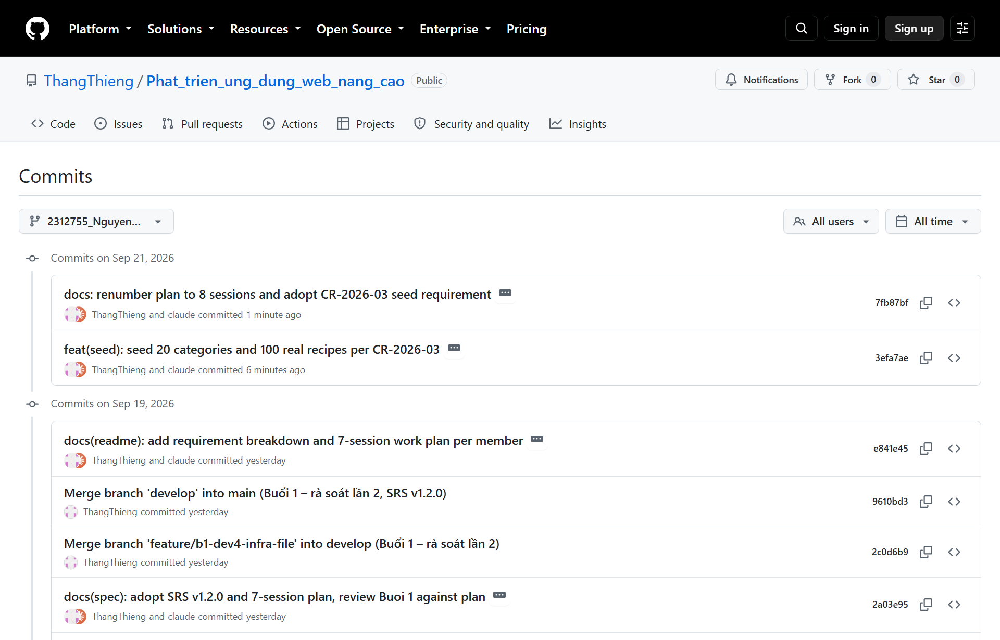 Platform Solutions Resources Open Source Enterprise Pricing Sign in Sign up
ThangThieng / Phat_trien_ung_dung_web_nang_cao Public Notifications Fork 0 Star 0
Code Issues Pull requests Actions Projects Security and quality Insights
Commits
2312755_Nguyen... All users All time
Commits on Sep 21, 2026
docs: renumber plan to 8 sessions and adopt CR-2026-03 seed requirement
ThangThieng and claude committed 1 minute ago
7fb87bf
feat(seed): seed 20 categories and 100 real recipes per CR-2026-03
ThangThieng and claude committed 6 minutes ago
3efa7ae
Commits on Sep 19, 2026
docs(readme): add requirement breakdown and 7-session work plan per member
ThangThieng and claude committed yesterday
e841e45
Merge branch 'develop' into main (Buổi 1 – rà soát lần 2, SRS v1.2.0)
ThangThieng committed yesterday
9610bd3
Merge branch 'feature/b1-dev4-infra-file' into develop (Buổi 1 – rà soát lần 2)
ThangThieng committed yesterday
2c0d6b9
docs(spec): adopt SRS v1.2.0 and 7-session plan, review Buoi 1 against plan
ThangThieng and claude committed yesterday
2a03e95